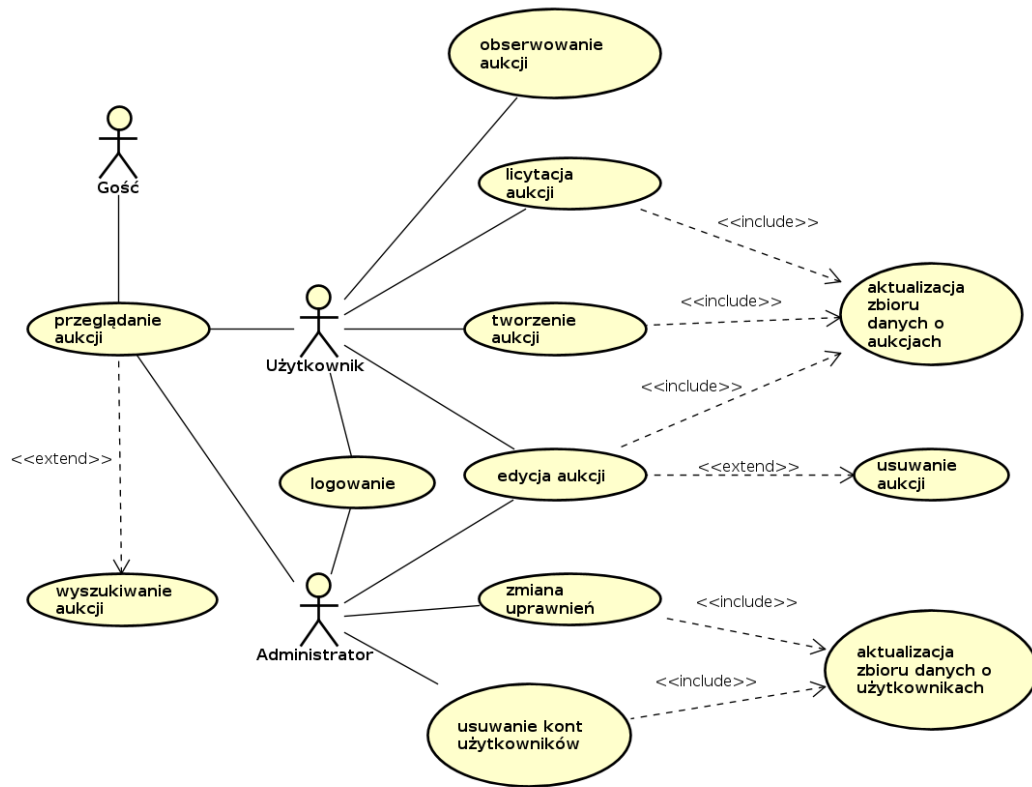 obserwowanie
aukcji
Gość
licytacja
aukcji
<<include>>
aktualizacja
zbioru
danych o
aukcjach
przeglądanie
aukcji
Użytkownik
tworzenie
aukcji
<<include>>
<<include>>
<<extend>>
logowanie
edycja aukcji
<<extend>>
usuwanie
aukcji
wyszukiwanie
aukcji
Administrator
zmiana
uprawnień
<<include>>
aktualizacja
zbioru danych o
użytkownikach
<<include>>
usuwanie kont
użytkowników